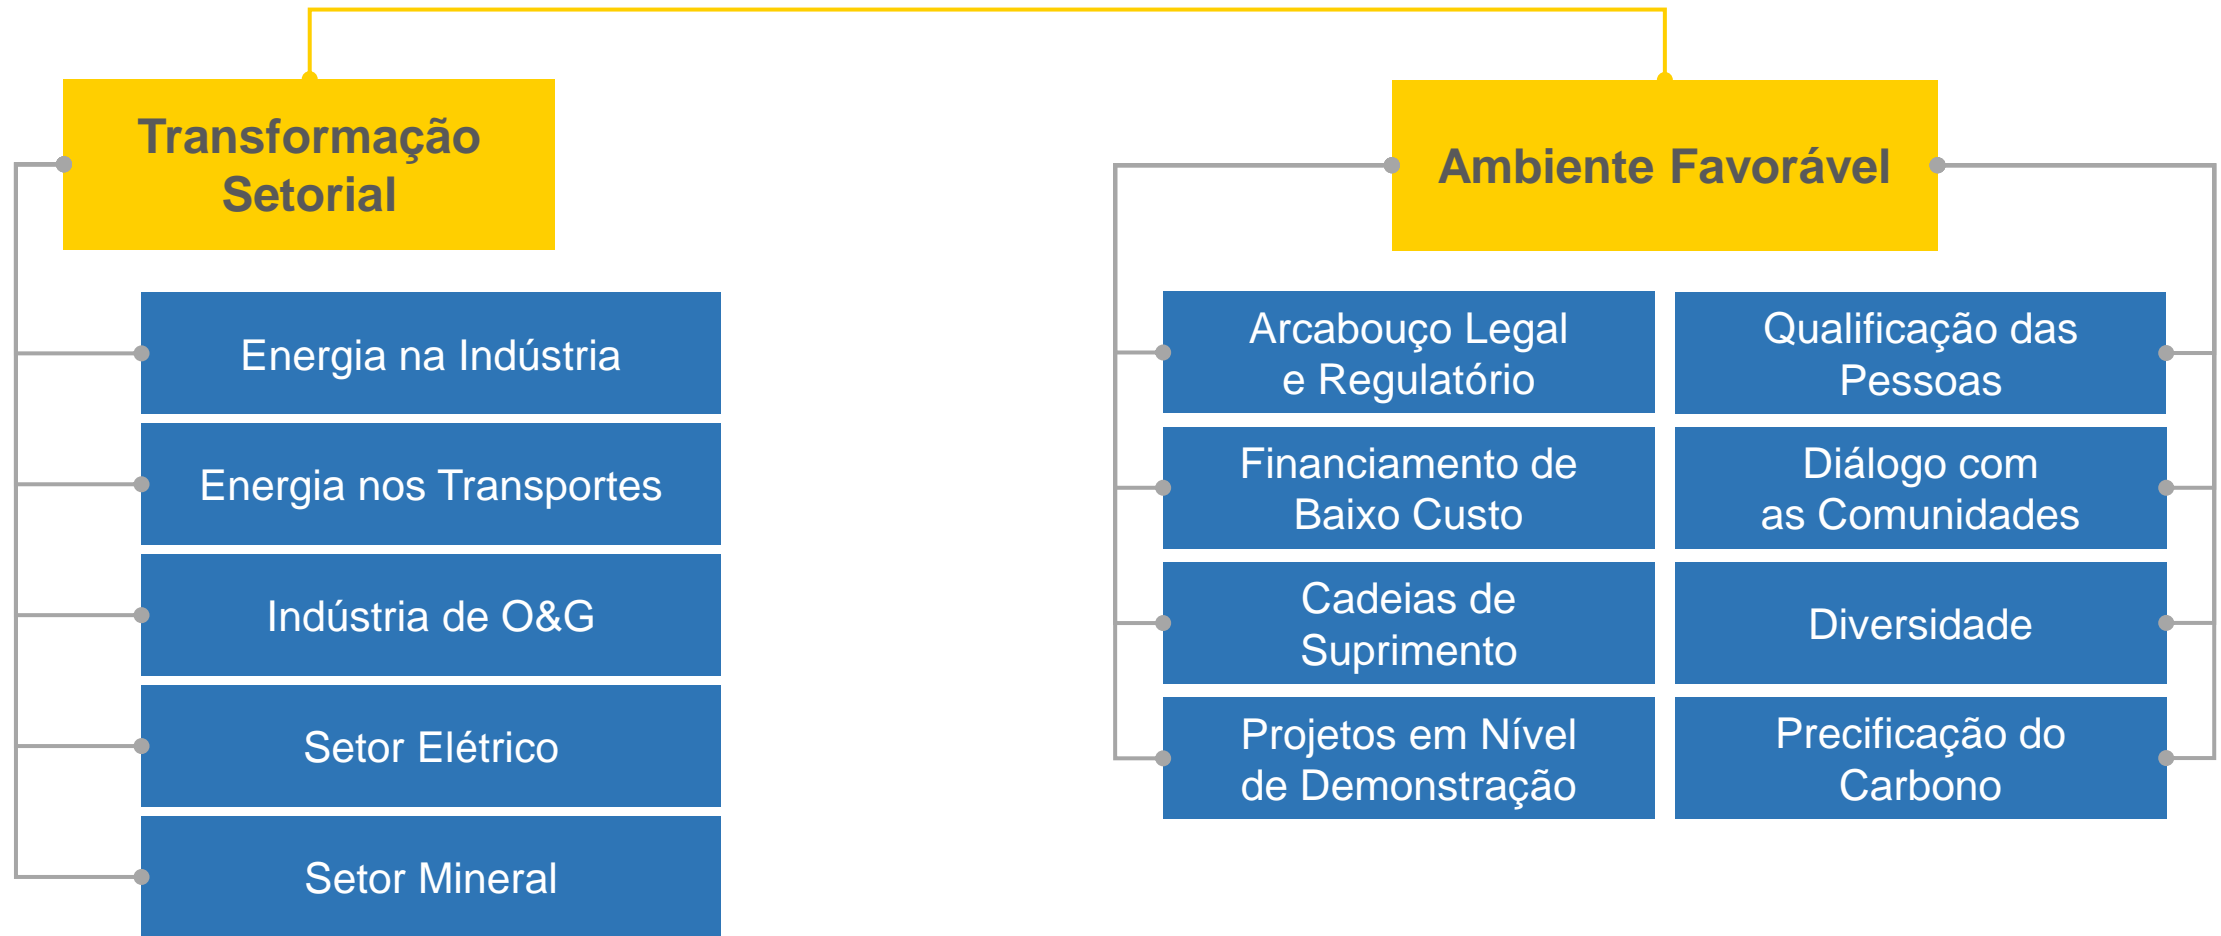 Transformação
Setorial
Energia na Indústria
Energia nos Transportes
Indústria de O&G
Setor Elétrico
Setor Mineral
Ambiente Favorável
Arcabouço Legal
e Regulatório
Financiamento de
Baixo Custo
Cadeias de
Suprimento
Projetos em Nível
de Demonstração
Qualificação das
Pessoas
Diálogo com
as Comunidades
Diversidade
Precificação do
Carbono